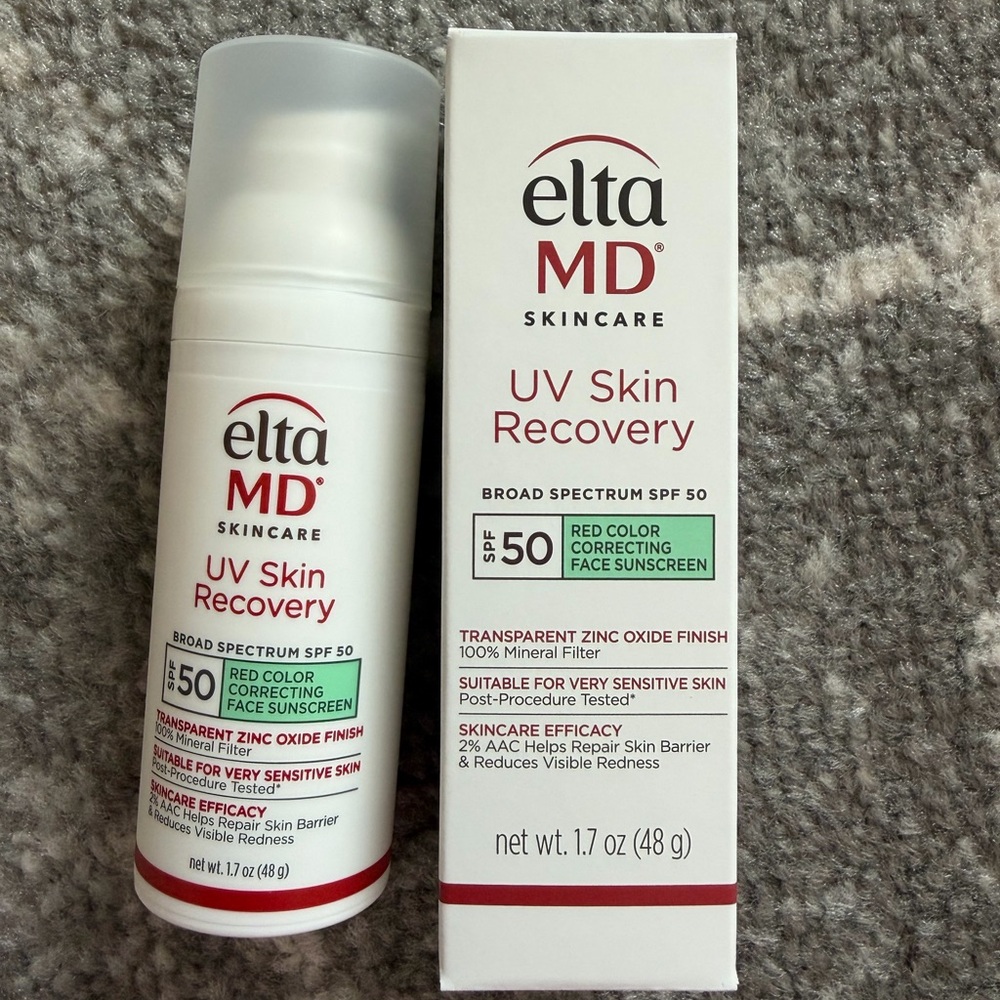 elta
MD®
SKINCARE
UV Skin
Recovery
BROAD SPECTRUM SPF 50
SPF 50
RED COLOR
CORRECTING
FACE SUNSCREEN
TRANSPARENT ZINC OXIDE FINISH
100% Mineral Filter
SUITABLE FOR VERY SENSITIVE SKIN
Post-Procedure Tested*
SKINCARE EFFICACY
2% AAC Helps Repair Skin Barrier
& Reduces Visible Redness
net wt. 1.7 oz (48 g)
elta
MD®
SKINCARE
UV Skin
Recovery
BROAD SPECTRUM SPF 50
SPF 50
RED COLOR
CORRECTING
FACE SUNSCREEN
TRANSPARENT ZINC OXIDE FINISH
100% Mineral Filter
SUITABLE FOR VERY SENSITIVE SKIN
Post-Procedure Tested*
SKINCARE EFFICACY
2% AAC Helps Repair Skin Barrier
& Reduces Visible Redness
net wt. 1.7 oz (48 g)